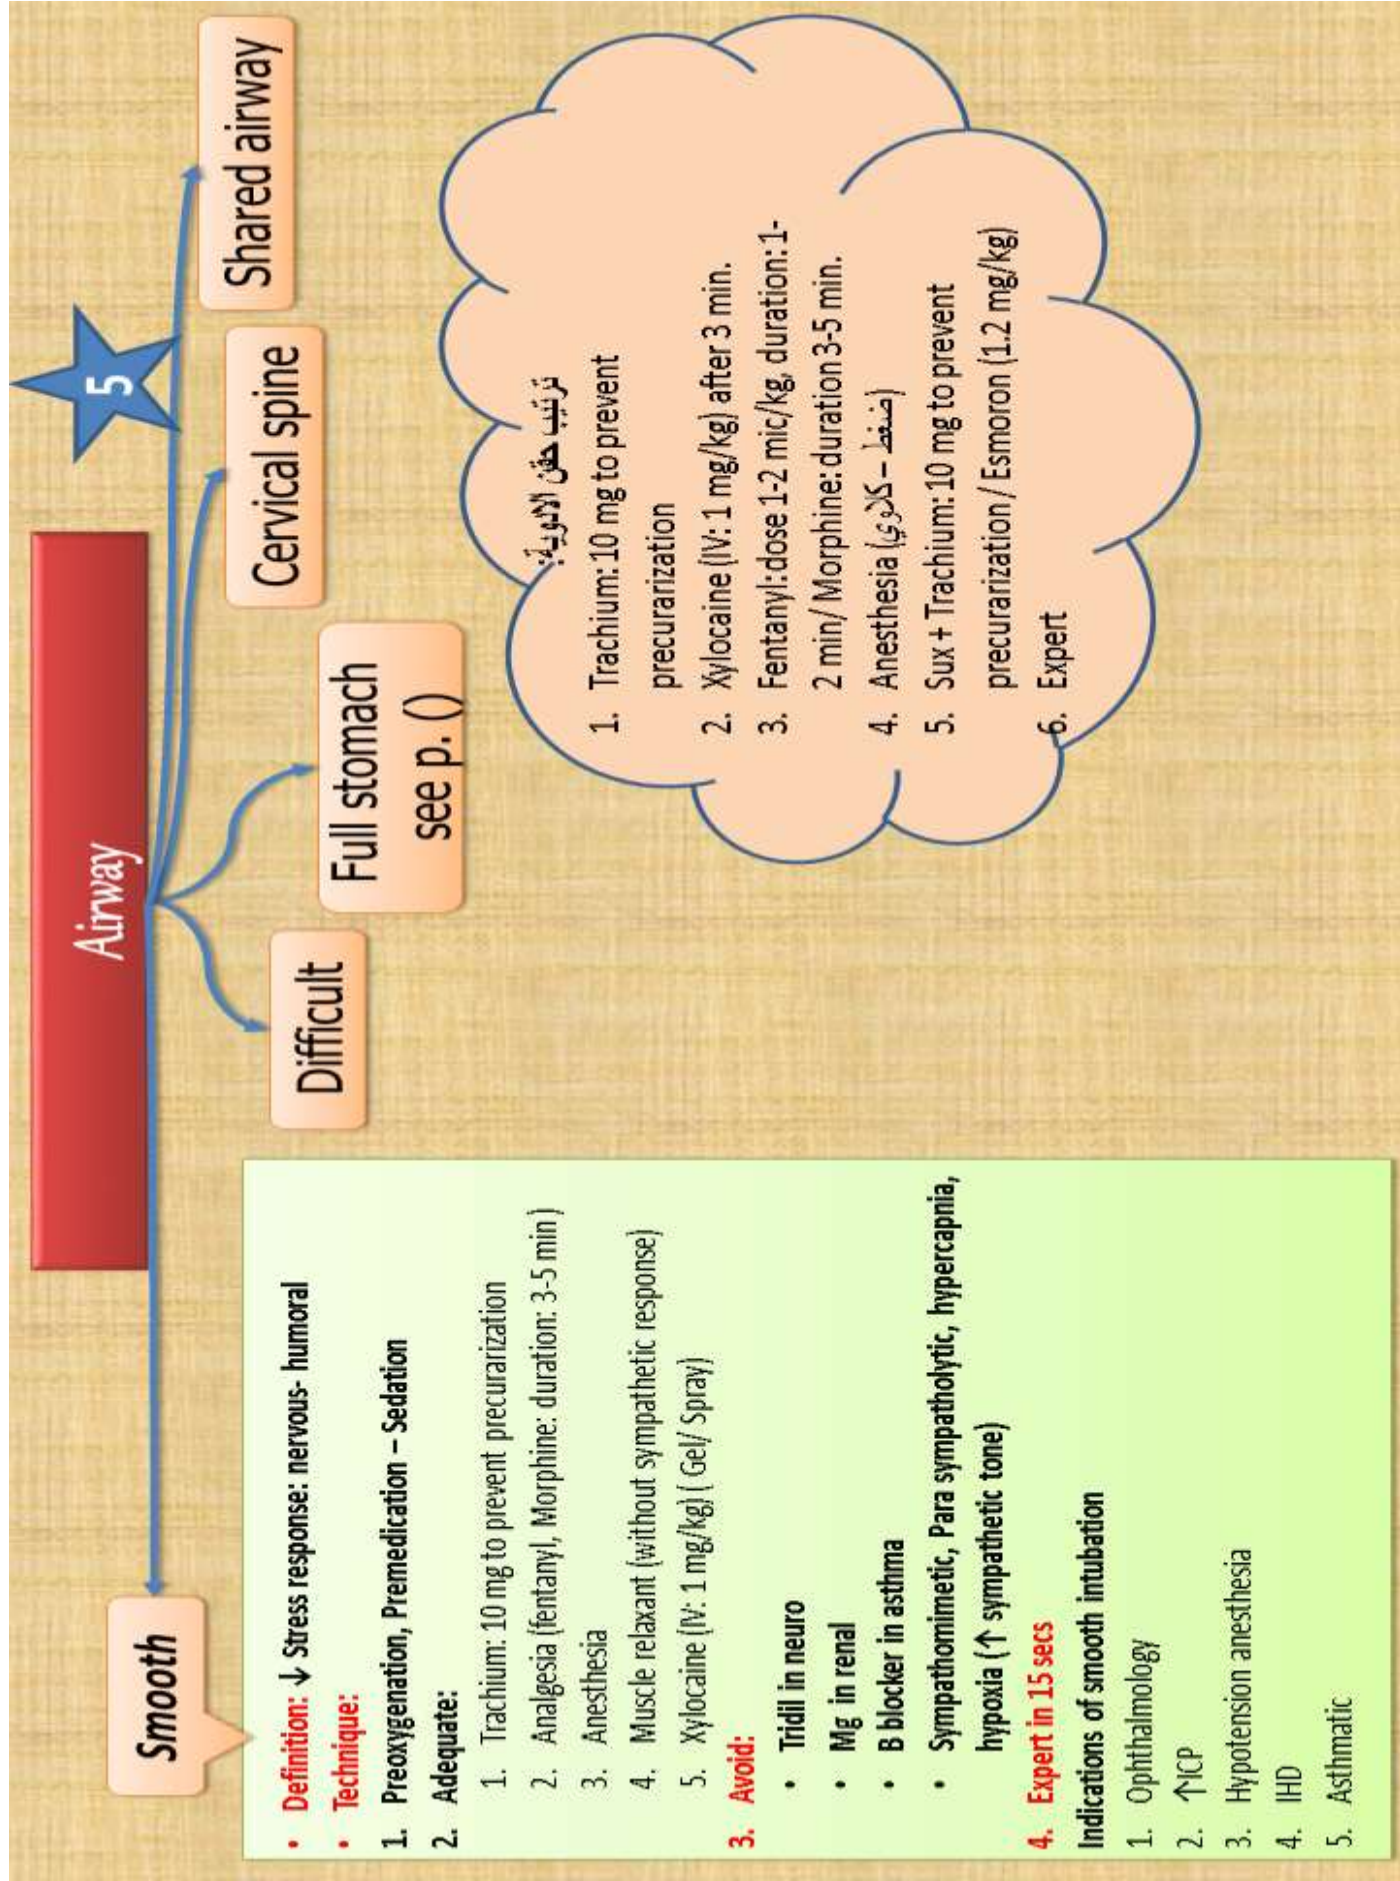 Airway
5
Smooth
Difficult
Full stomach
see p. ()
Cervical spine
Shared airway
• Definition: ↓ Stress response: nervous- humoral
• Technique:
1. Preoxygenation, Premedication – Sedation
2. Adequate:
1. Trachium: 10 mg to prevent precurarization
2. Analgesia (fentanyl, Morphine: duration: 3-5 min )
3. Anesthesia
4. Muscle relaxant (without sympathetic response)
5. Xylocaine (IV: 1 mg/kg) ( Gel/ Spray)
3. Avoid:
• Tridil in neuro
• Mg in renal
• B blocker in asthma
• Sympathomimetic, Para sympatholytic, hypercapnia,
hypoxia (↑ sympathetic tone)
4. Expert in 15 secs
Indications of smooth intubation
1. Ophthalmology
2. ↑ICP
3. Hypotension anesthesia
4. IHD
5. Asthmatic
ترتيب حقن الادوية:
1. Trachium: 10 mg to prevent
precurarization
2. Xylocaine (IV: 1 mg/kg) after 3 min.
3. Fentanyl: dose 1-2 mic/kg, duration: 1-
2 min/ Morphine: duration 3-5 min.
4. Anesthesia (ضغط – كلاوي)
5. Sux + Trachium: 10 mg to prevent
precurarization / Esmoron (1.2 mg/kg)
6. Expert